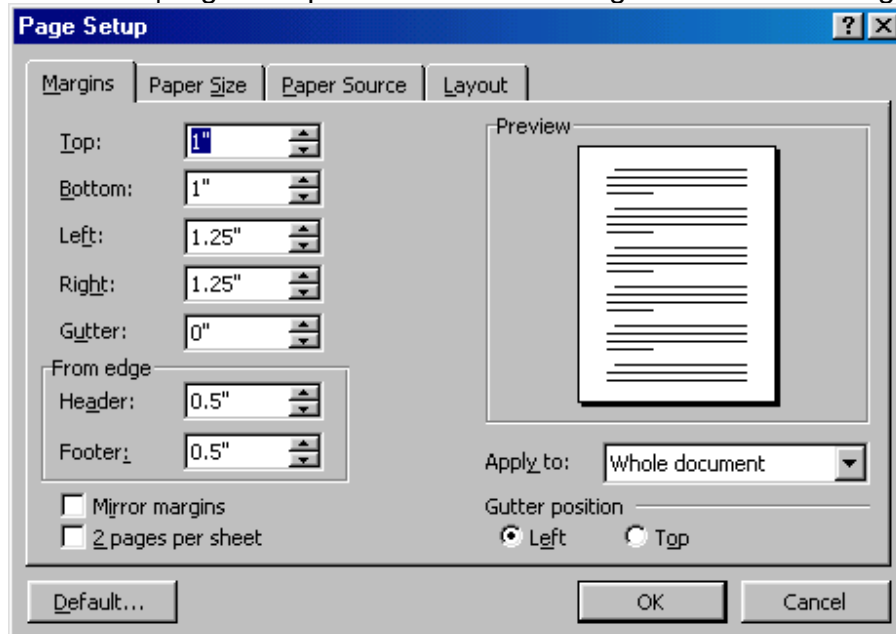 Page Setup
Margins Paper Size Paper Source Layout
Top: 1"
Bottom: 1"
Left: 1.25"
Right: 1.25"
Gutter: 0"
From edge
Header: 0.5"
Footer: 0.5"
Mirror margins
2 pages per sheet
Preview
Apply to: Whole document
Gutter position
Left Top
Default... OK Cancel